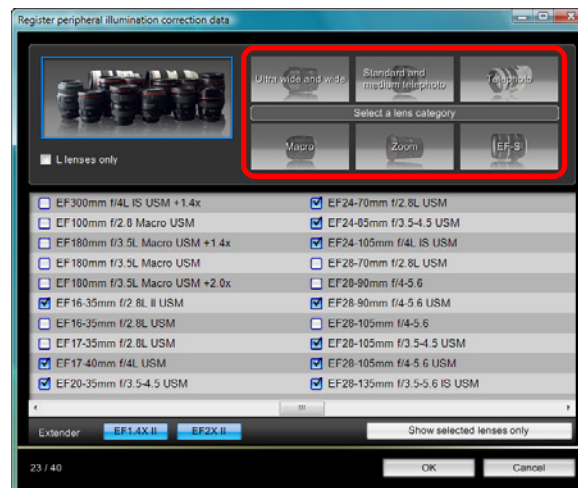 Register peripheral illumination correction data
Ultra wide and wide
Standard and
medium telephoto
Telephoto
Select a lens category
Macro
Zoom
EF-S
L lenses only
EF300mm f/4L IS USM +1.4x
EF24-70mm f/2.8L USM
EF100mm f/2.8 Macro USM
EF24-85mm f/3.5-4.5 USM
EF180mm f/3.5L Macro USM +1.4x
EF24-105mm f/4L IS USM
EF180mm f/3.5L Macro USM
EF28-70mm f/2.8L USM
EF180mm f/3.5L Macro USM +2.0x
EF28-90mm f/4-5.6
EF16-35mm f/2.8L II USM
EF28-90mm f/4-5.6 USM
EF16-35mm f/2.8L USM
EF28-105mm f/4-5.6
EF17-35mm f/2.8L USM
EF28-105mm f/3.5-4.5 USM
EF17-40mm f/4L USM
EF28-105mm f/4-5.6 USM
EF20-35mm f/3.5-4.5 USM
EF28-135mm f/3.5-5.6 IS USM
Extender
EF1.4X II
EF2X II
Show selected lenses only
23 / 40
OK
Cancel